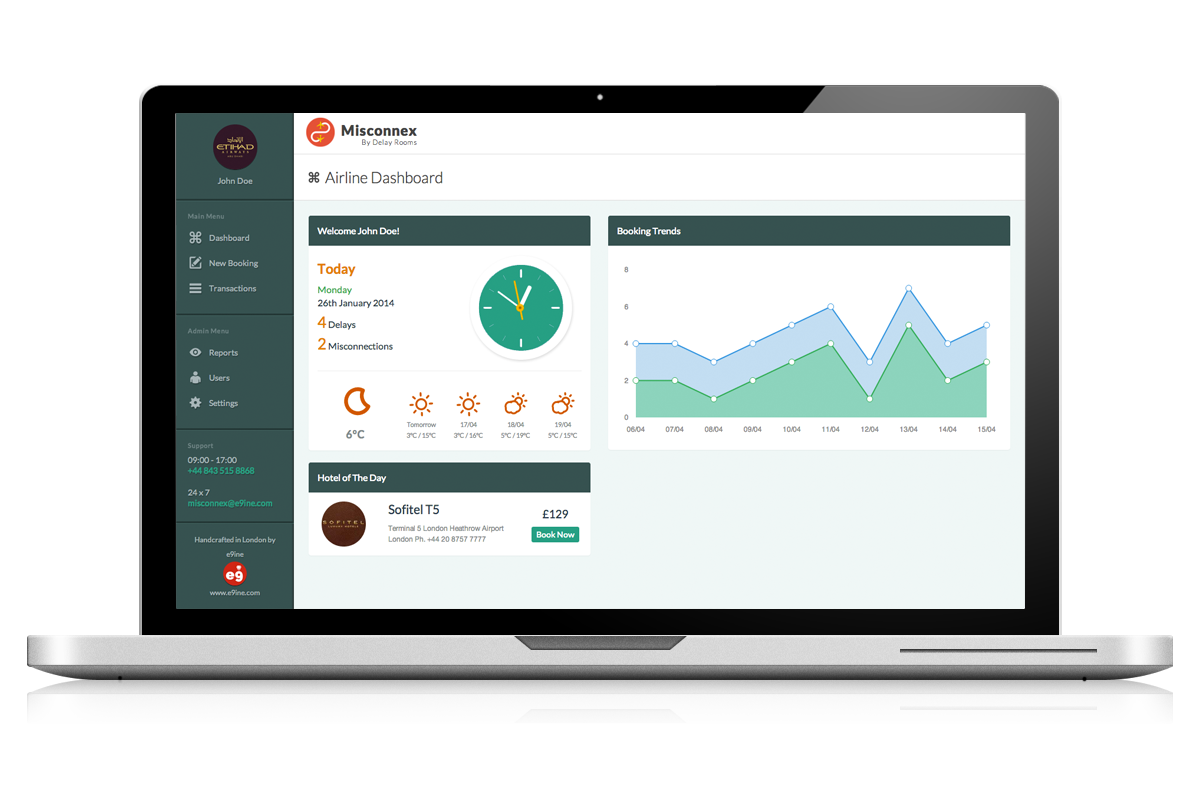 ETIHAD
AIRWAYS
John Doe
Main Menu
Dashboard
New Booking
Transactions
Admin Menu
Reports
Users
Settings
Support
09:00 - 17:00
+44 843 515 8868
24 x 7
misconnex@e9ine.com
Handcrafted in London by
e9ine
e9
www.e9ine.com
Misconnex
By Delay Rooms
⌘ Airline Dashboard
Welcome John Doe!
Today
Monday
26th January 2014
4 Delays
2 Misconnections
6°C
Tomorrow
3°C / 15°C
17/04
3°C / 16°C
18/04
5°C / 19°C
19/04
5°C / 15°C
Hotel of The Day
SOFITEL
LUXURY HOTELS
Sofitel T5
Terminal 5 London Heathrow Airport
London Ph. +44 20 8757 7777
£129
Book Now
Booking Trends
8
6
4
2
0
06/04 07/04 08/04 09/04 10/04 11/04 12/04 13/04 14/04 15/04